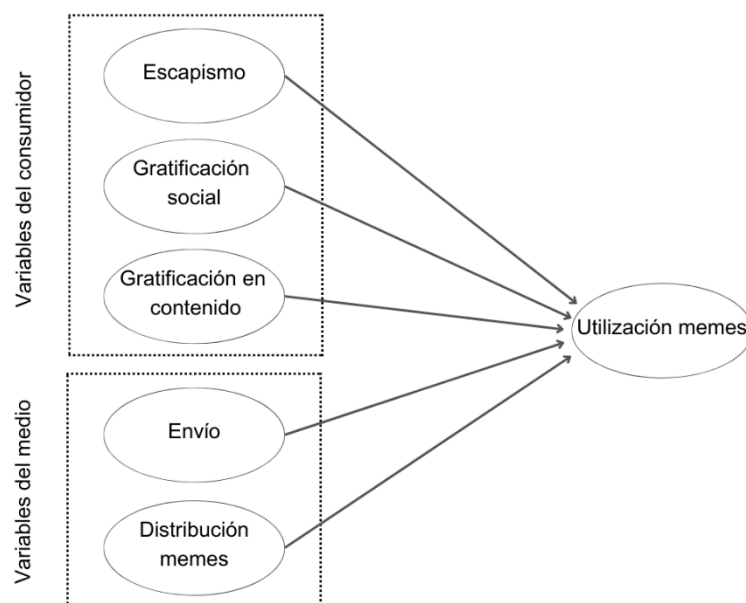 Variables del consumidor
Escapismo
Gratificación
social
Gratificación en
contenido
Utilización memes
Variables del medio
Envío
Distribución
memes